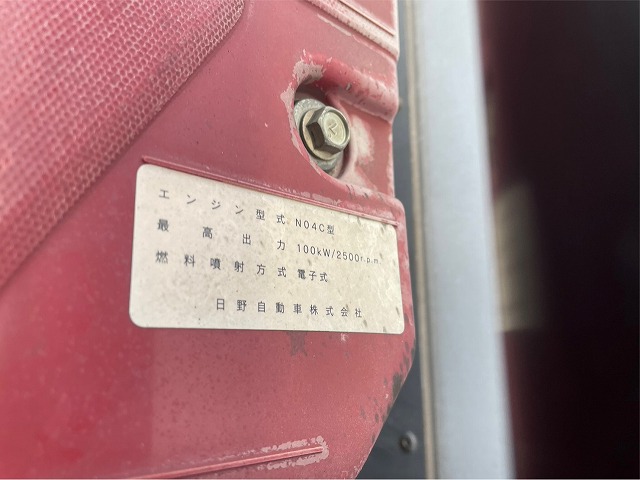 エンジン型式 N04C型
最高出力 100kW/2500r.p.m
燃料噴射方式 電子式
日野自動車株式会社